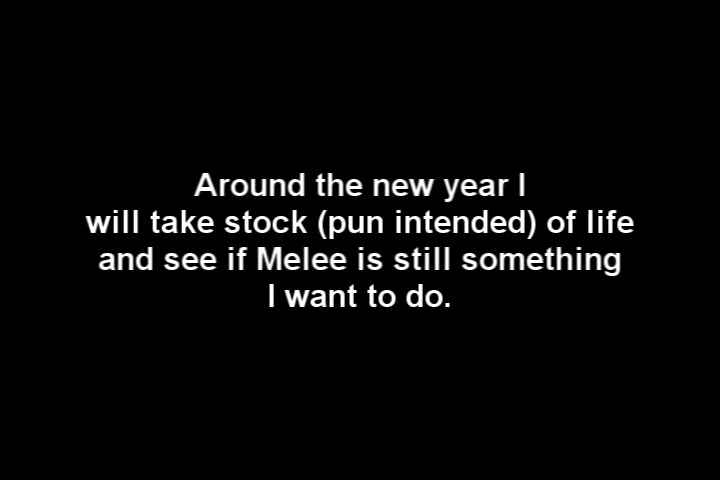 Around the new year I
will take stock (pun intended) of life
and see if Melee is still something
I want to do.